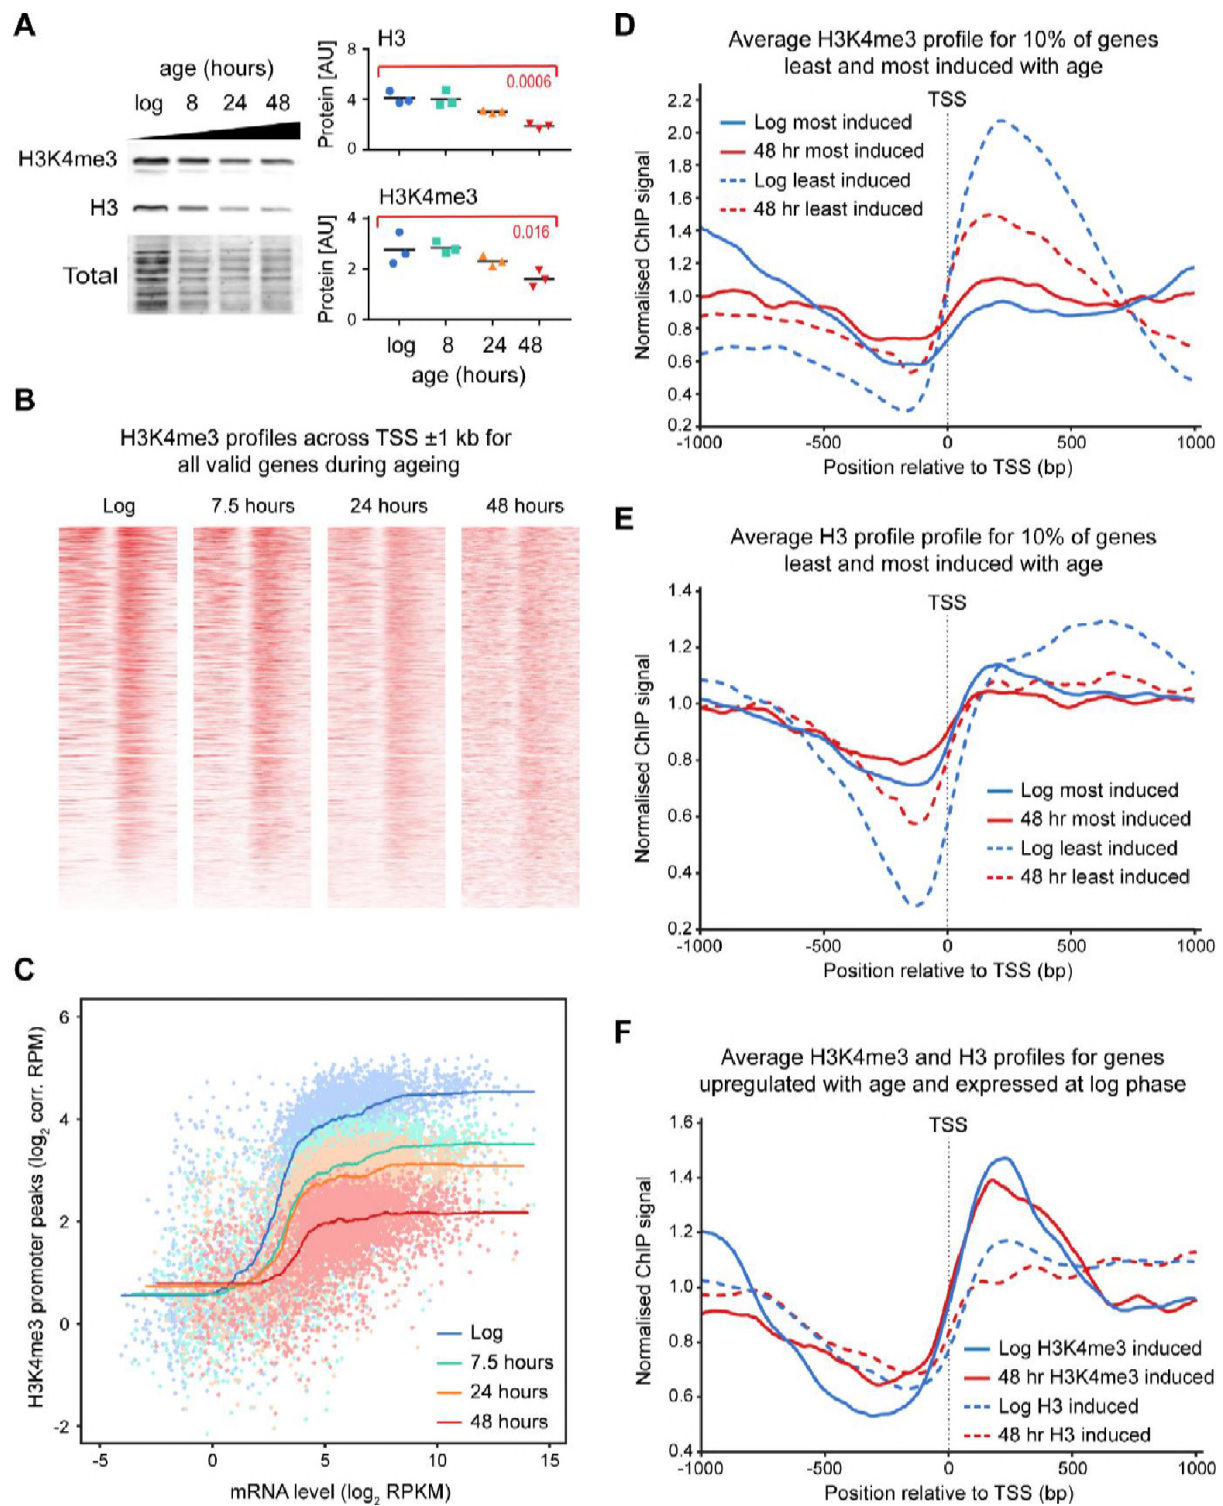 A
age (hours)
log 8 24 48
H3K4me3
H3
Total
H3
Protein [AU]
8
4
0
0.0006
H3K4me3
Protein [AU]
4
2
0
0.016
log 8 24 48
age (hours)
B
H3K4me3 profiles across TSS ±1 kb for
all valid genes during ageing
Log 7.5 hours 24 hours 48 hours
C
H3K4me3 promoter peaks (log2 corr. RPM)
6
4
2
0
-2
Log
7.5 hours
24 hours
48 hours
-5 0 5 10 15
mRNA level (log2 RPKM)
D
Average H3K4me3 profile for 10% of genes
least and most induced with age
TSS
Normalised ChIP signal
2.2
2.0
1.8
1.6
1.4
1.2
1.0
0.8
0.6
0.4
0.2
Log most induced
48 hr most induced
Log least induced
48 hr least induced
-1000 -500 0 500 1000
Position relative to TSS (bp)
E
Average H3 profile profile for 10% of genes
least and most induced with age
TSS
Normalised ChIP signal
1.4
1.2
1.0
0.8
0.6
0.4
0.2
Log most induced
48 hr most induced
Log least induced
48 hr least induced
-1000 -500 0 500 1000
Position relative to TSS (bp)
F
Average H3K4me3 and H3 profiles for genes
upregulated with age and expressed at log phase
TSS
Normalised ChIP signal
1.6
1.4
1.2
1.0
0.8
0.6
0.4
Log H3K4me3 induced
48 hr H3K4me3 induced
Log H3 induced
48 hr H3 induced
-1000 -500 0 500 1000
Position relative to TSS (bp)